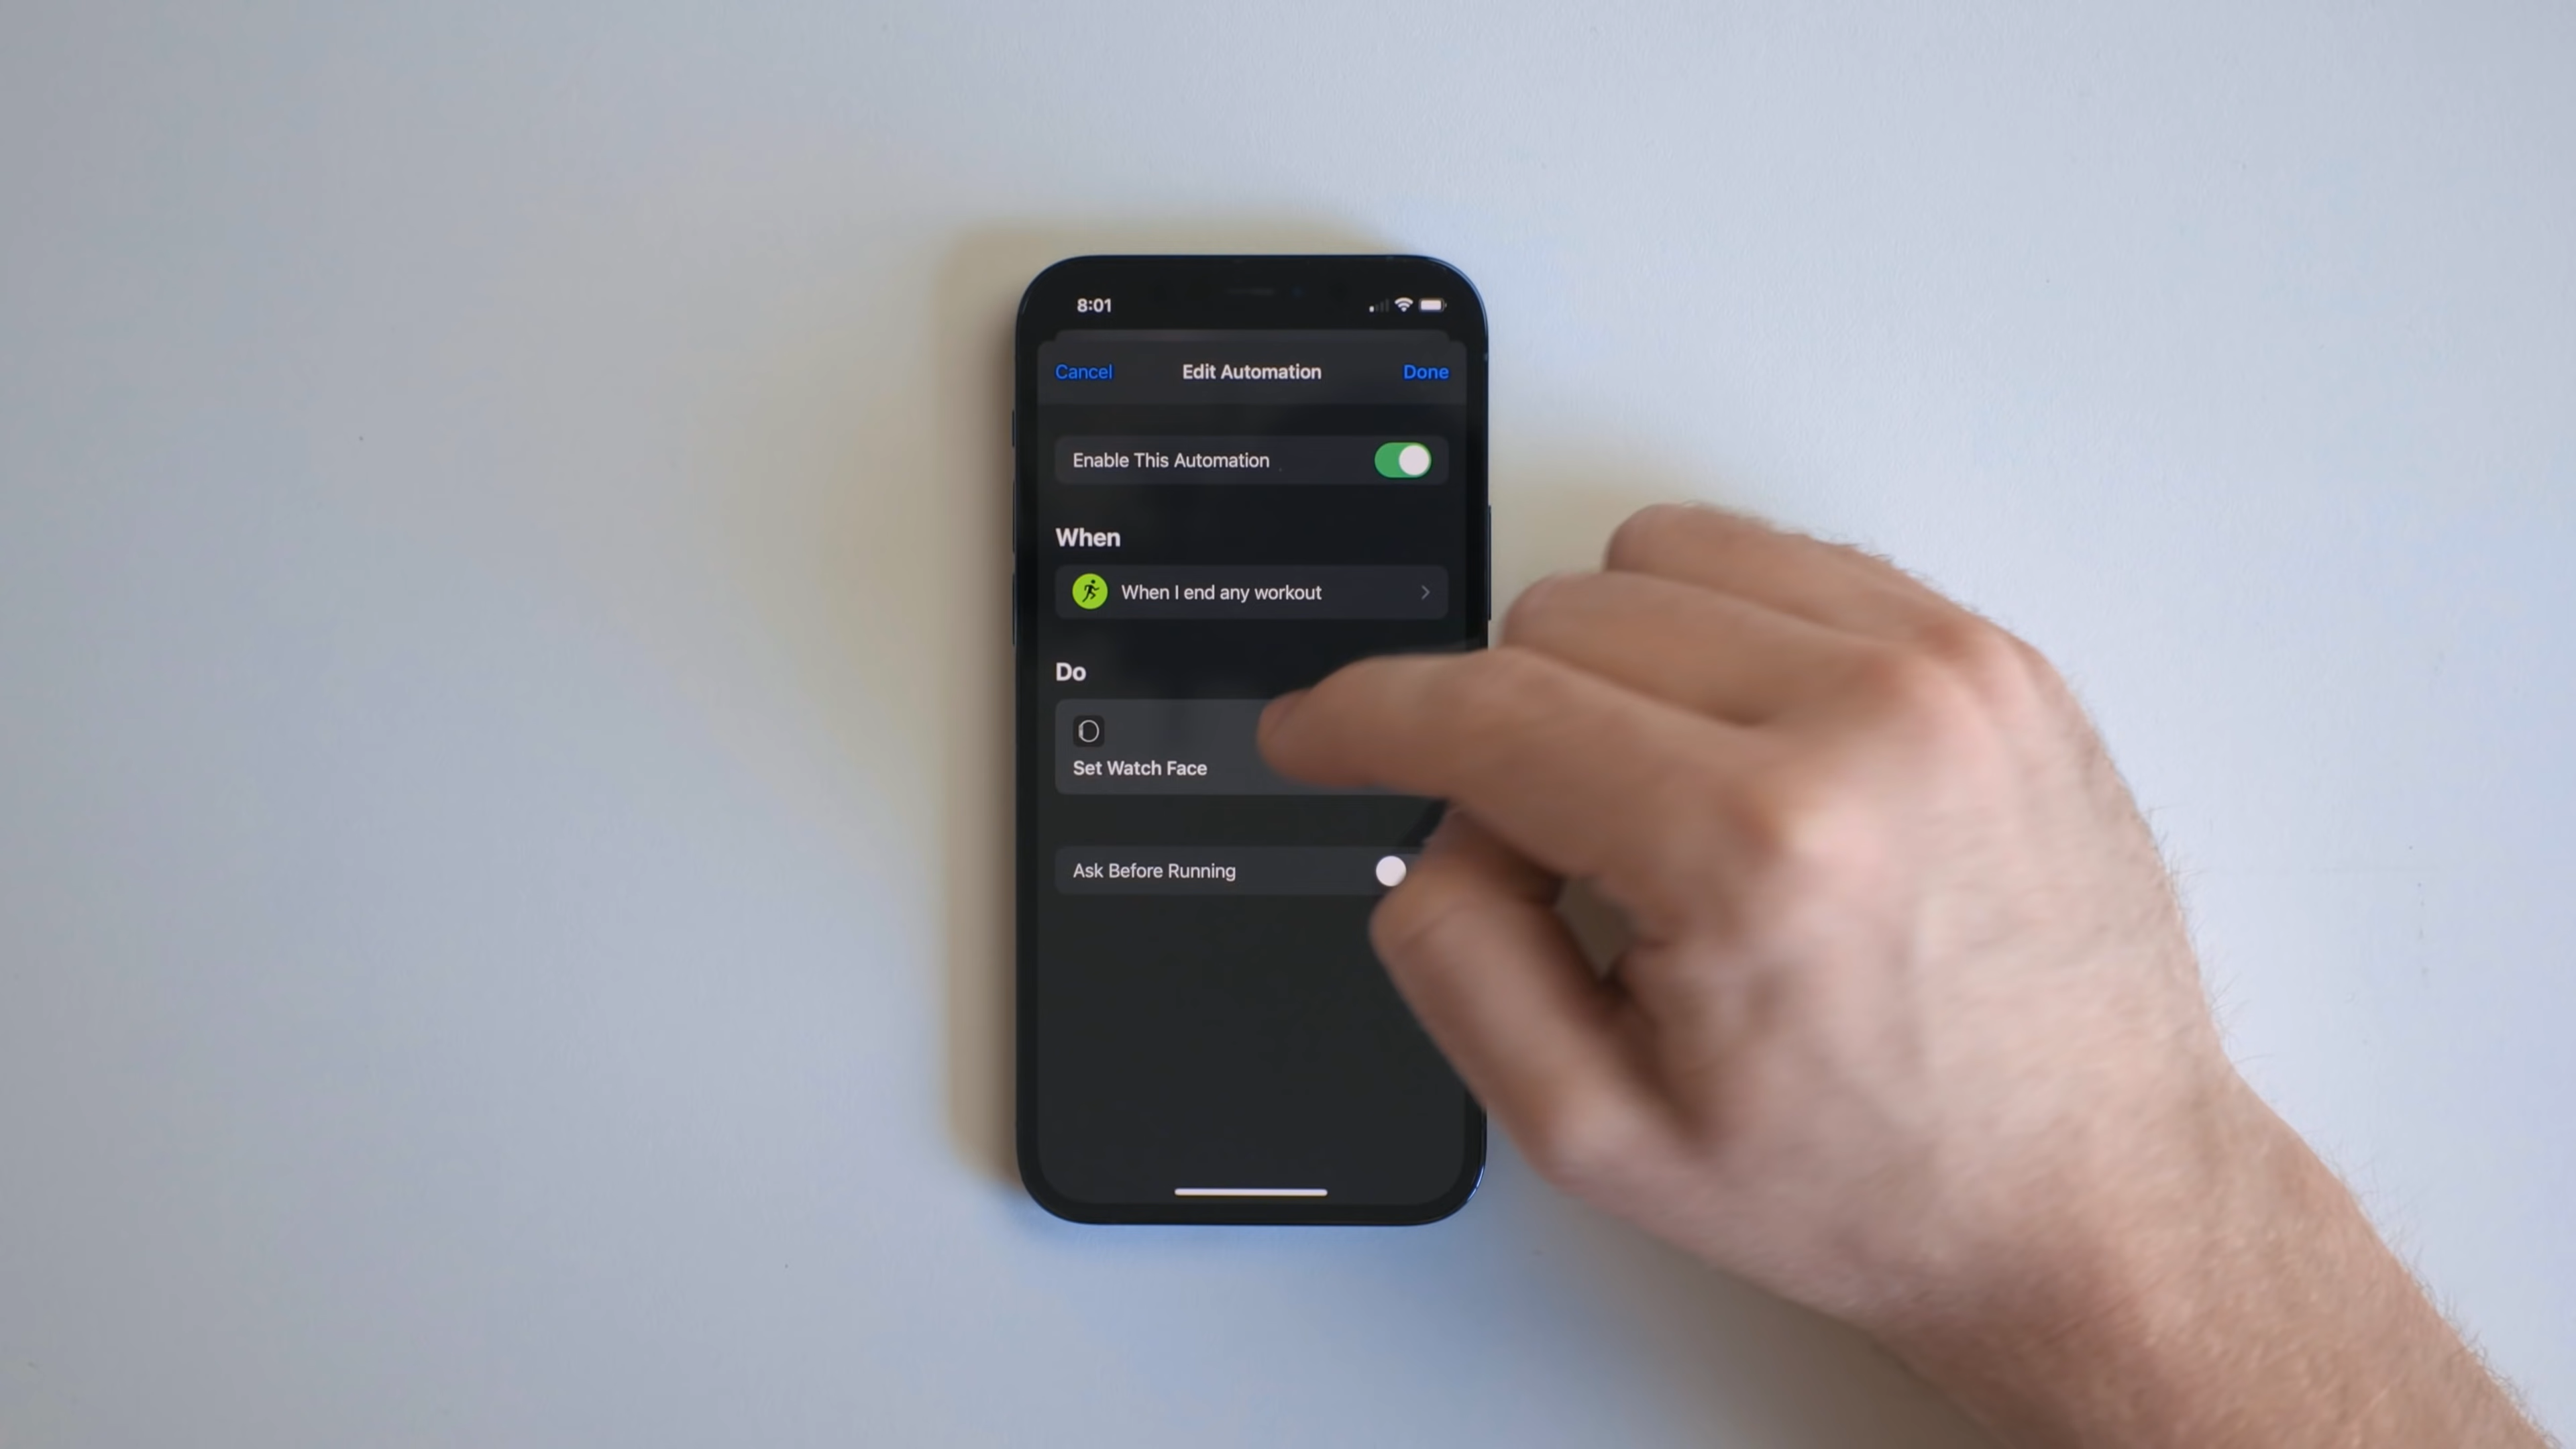 8:01
Cancel Edit Automation Done
Enable This Automation
When
When I end any workout
Do
Set Watch Face
Ask Before Running